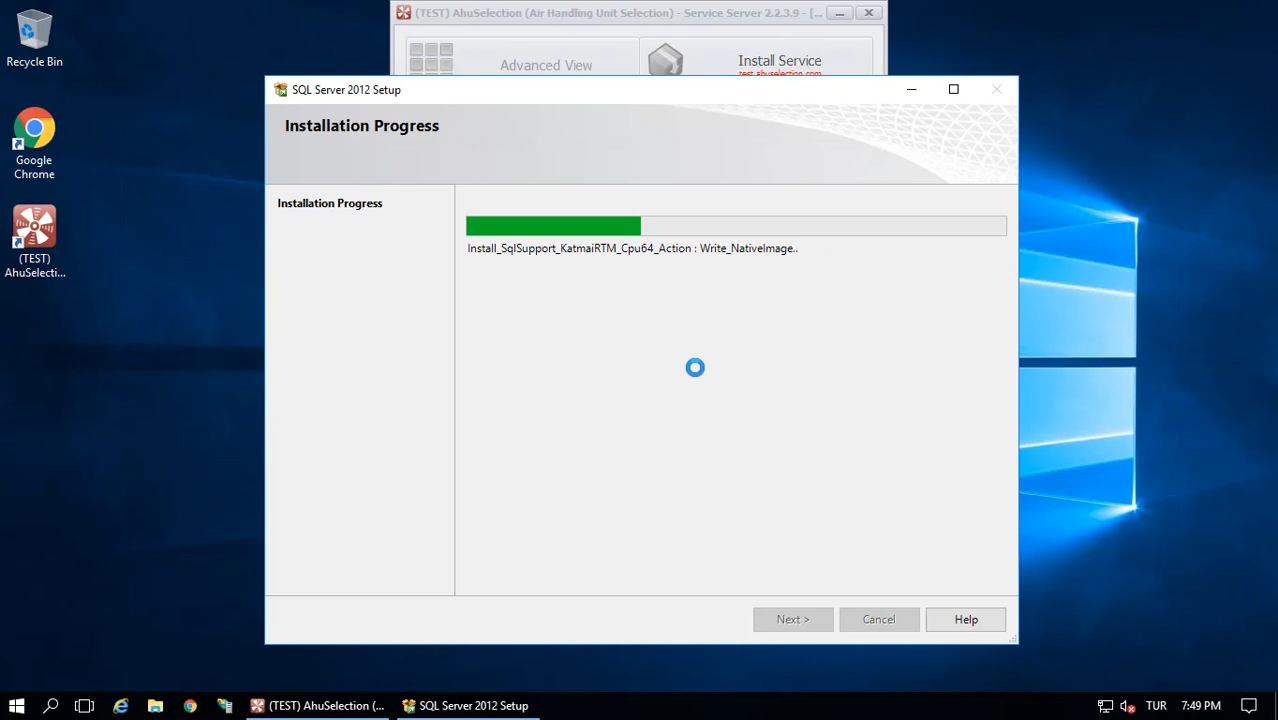 Recycle Bin
Google
Chrome
(TEST)
AhuSelecti...
(TEST) AhuSelection (Air Handling Unit Selection) - Service Server 2.2.3.9 - [...
Advanced View
Install Service
test.ahuselection.com
SQL Server 2012 Setup
Installation Progress
Installation Progress
Install_SqlSupport_KatmaiRTM_Cpu64_Action : Write_NativeImage..
Next >
Cancel
Help
(TEST) AhuSelection (...
SQL Server 2012 Setup
TUR
7:49 PM